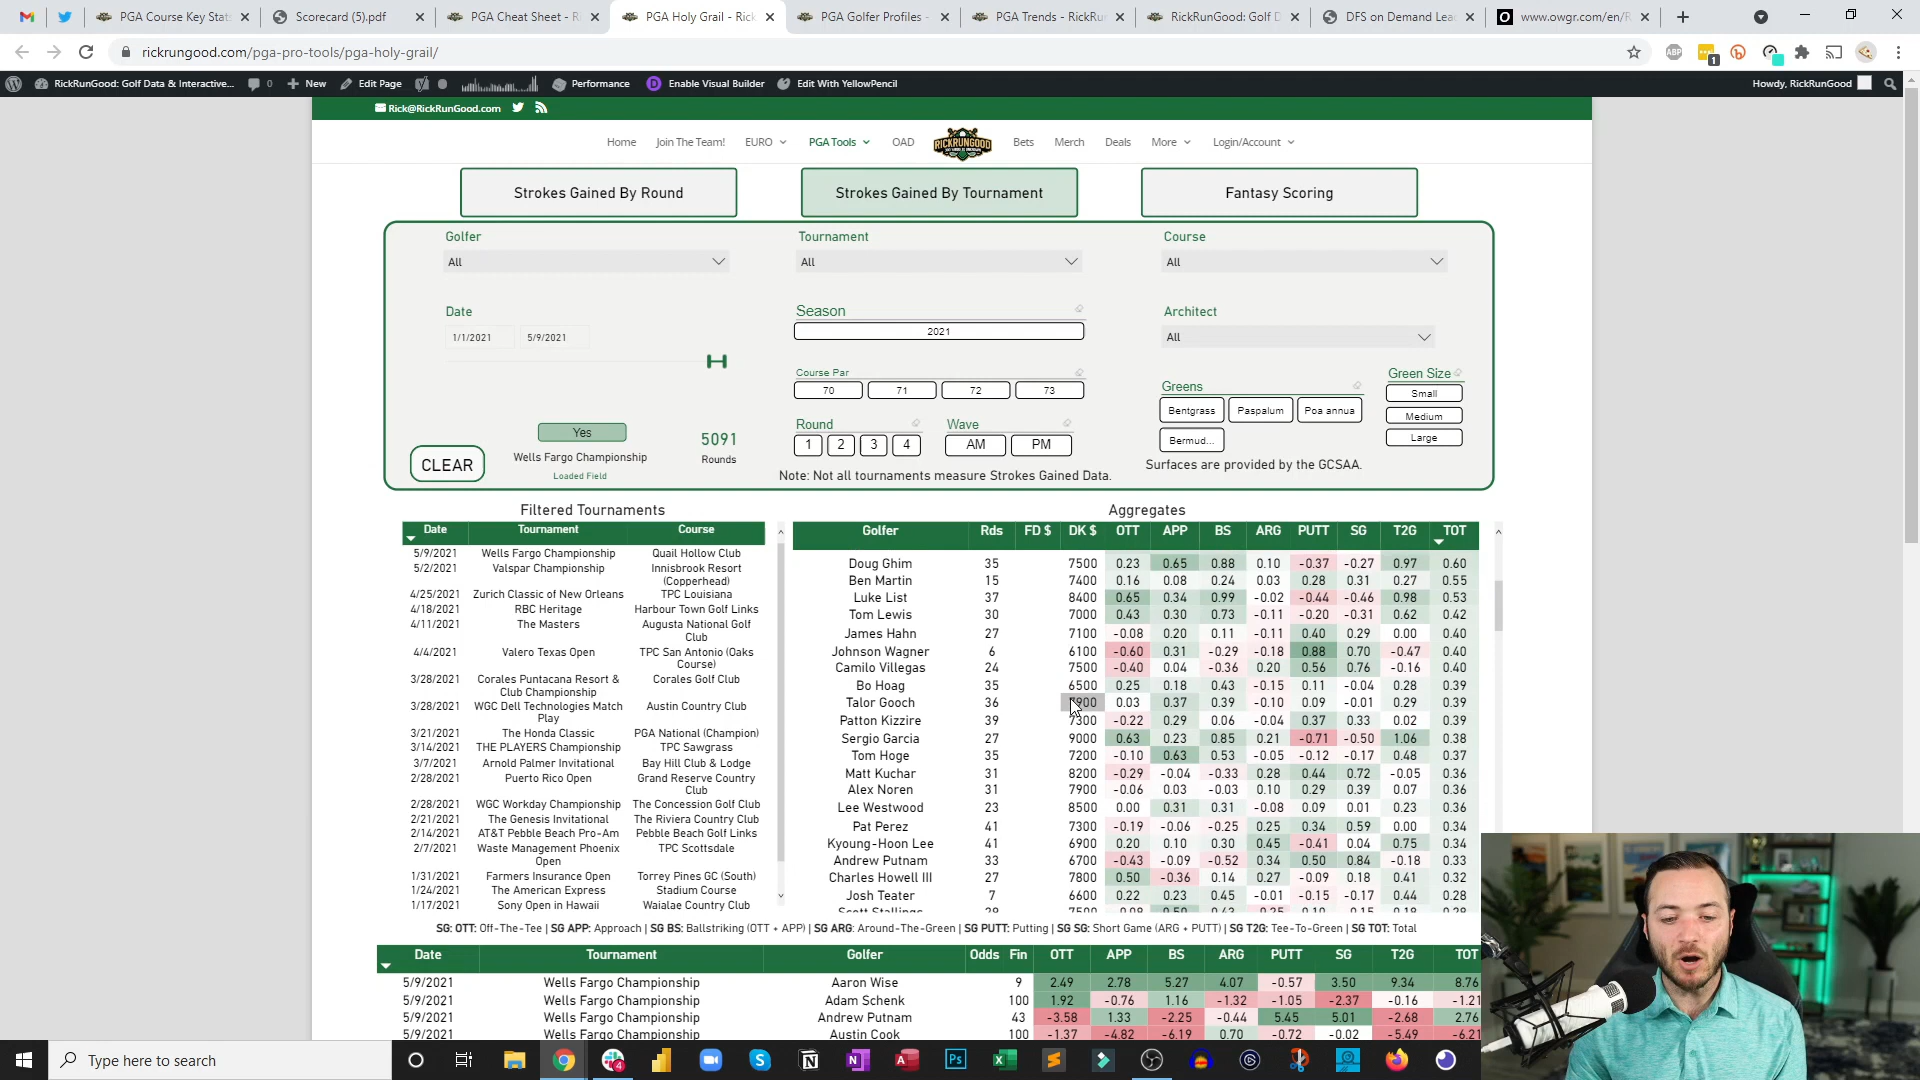 PGA Course Key Stats
Scorecard (5).pdf
PGA Cheat Sheet - R
PGA Holy Grail - Rick
PGA Golfer Profiles -
PGA Trends - RickRu
RickRunGood: Golf D
DFS on Demand Lea
www.owgr.com/en/R
rickrungood.com/pga-pro-tools/pga-holy-grail/
RickRunGood: Golf Data & Interactive... 0 New Edit Page Performance Enable Visual Builder Edit With YellowPencil Howdy, RickRunGood
Rick@RickRunGood.com
Home Join The Team! EURO PGA Tools OAD RICKRUNGOOD Bets Merch Deals More Login/Account
Strokes Gained By Round Strokes Gained By Tournament Fantasy Scoring
Golfer Tournament Course
All All All
Date Season Architect
1/1/2021 5/9/2021 2021 All
Course Par
70 71 72 73
Greens Green Size
Bentgrass Paspalum Poa annua Small
Bermud... Medium
Large
Round Wave
1 2 3 4 AM PM
Yes
Wells Fargo Championship
Loaded Field
5091
Rounds
CLEAR
Surfaces are provided by the GCSAA.
Note: Not all tournaments measure Strokes Gained Data.
Filtered Tournaments
Date Tournament Course
5/9/2021 Wells Fargo Championship Quail Hollow Club
5/2/2021 Valspar Championship Innisbrook Resort
(Copperhead)
4/25/2021 Zurich Classic of New Orleans TPC Louisiana
4/18/2021 RBC Heritage Harbour Town Golf Links
4/11/2021 The Masters Augusta National Golf
Club
4/4/2021 Valero Texas Open TPC San Antonio (Oaks
Course)
3/28/2021 Corales Puntacana Resort & Corales Golf Club
Club Championship
3/28/2021 WGC Dell Technologies Match Austin Country Club
Play
3/21/2021 The Honda Classic PGA National (Champion)
3/14/2021 THE PLAYERS Championship TPC Sawgrass
3/7/2021 Arnold Palmer Invitational Bay Hill Club & Lodge
2/28/2021 Puerto Rico Open Grand Reserve Country
Club
2/28/2021 WGC Workday Championship The Concession Golf Club
2/21/2021 The Genesis Invitational The Riviera Country Club
2/14/2021 AT&T Pebble Beach Pro-Am Pebble Beach Golf Links
2/7/2021 Waste Management Phoenix TPC Scottsdale
Open
1/31/2021 Farmers Insurance Open Torrey Pines GC (South)
1/24/2021 The American Express Stadium Course
1/17/2021 Sony Open in Hawaii Waialae Country Club
Aggregates
Golfer Rds FD $ DK $ OTT APP BS ARG PUTT SG T2G TOT
Doug Ghim 35 7500 0.23 0.65 0.88 0.10 -0.37 -0.27 0.97 0.60
Ben Martin 15 7400 0.16 0.08 0.24 0.03 0.28 0.31 0.27 0.55
Luke List 37 8400 0.65 0.34 0.99 -0.02 -0.44 -0.46 0.98 0.53
Tom Lewis 30 7000 0.43 0.30 0.73 -0.11 -0.20 -0.31 0.62 0.42
James Hahn 27 7100 -0.08 0.20 0.11 -0.11 0.40 0.29 0.00 0.40
Johnson Wagner 6 6100 -0.60 0.31 -0.29 -0.18 0.88 0.70 -0.47 0.40
Camilo Villegas 24 7500 -0.40 0.04 -0.36 0.20 0.56 0.76 -0.16 0.40
Bo Hoag 35 6500 0.25 0.18 0.43 -0.15 0.11 -0.04 0.28 0.39
Talor Gooch 36 7900 0.03 0.37 0.39 -0.10 0.09 -0.01 0.29 0.39
Patton Kizzire 39 7300 -0.22 0.29 0.06 -0.04 0.37 0.33 0.02 0.39
Sergio Garcia 27 9000 0.63 0.23 0.85 0.21 -0.71 -0.50 1.06 0.38
Tom Hoge 35 7200 -0.10 0.63 0.53 -0.05 -0.12 -0.17 0.48 0.37
Matt Kuchar 31 8200 -0.29 -0.04 -0.33 0.28 0.44 0.72 -0.05 0.36
Alex Noren 31 7900 -0.06 0.03 -0.03 0.10 0.29 0.39 0.07 0.36
Lee Westwood 23 8500 0.00 0.31 0.31 -0.08 0.09 0.01 0.23 0.36
Pat Perez 41 7300 -0.19 -0.06 -0.25 0.25 0.34 0.59 0.00 0.34
Kyoung-Hoon Lee 41 6900 0.20 0.10 0.30 0.45 -0.41 0.04 0.75 0.34
Andrew Putnam 33 6700 -0.43 -0.09 -0.52 0.34 0.50 0.84 -0.18 0.33
Charles Howell III 27 7800 0.50 -0.36 0.14 0.27 -0.09 0.18 0.41 0.32
Josh Teater 7 6600 0.22 0.23 0.45 -0.01 -0.15 -0.17 0.44 0.28
Scott Stallings
SG: OTT: Off-The-Tee | SG APP: Approach | SG BS: Ballstriking (OTT + APP) | SG ARG: Around-The-Green | SG PUTT: Putting | SG SG: Short Game (ARG + PUTT) | SG T2G: Tee-To-Green | SG TOT: Total
Date Tournament Golfer Odds Fin OTT APP BS ARG PUTT SG T2G TOT
5/9/2021 Wells Fargo Championship Aaron Wise 9 2.49 2.78 5.27 4.07 -0.57 3.50 9.34 8.76
5/9/2021 Wells Fargo Championship Adam Schenk 100 1.92 -0.76 1.16 -1.32 -1.05 -2.37 -0.16 -1.21
5/9/2021 Wells Fargo Championship Andrew Putnam 43 -3.58 1.33 -2.25 -0.44 5.45 5.01 -2.68 2.76
5/9/2021 Wells Fargo Championship Austin Cook 100 -1.37 -4.82 -6.19 0.70 -0.72 -0.02 -5.49 -6.21
Type here to search